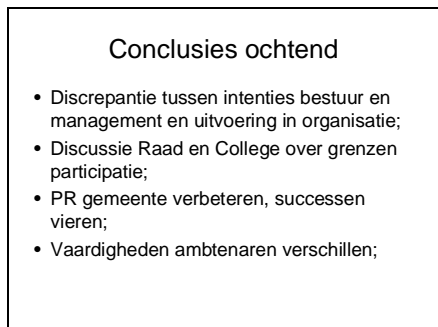 Conclusies ochtend
• Discrepantie tussen intenties bestuur en
management en uitvoering in organisatie;
• Discussie Raad en College over grenzen
participatie;
• PR gemeente verbeteren, successen
vieren;
• Vaardigheden ambtenaren verschillen;